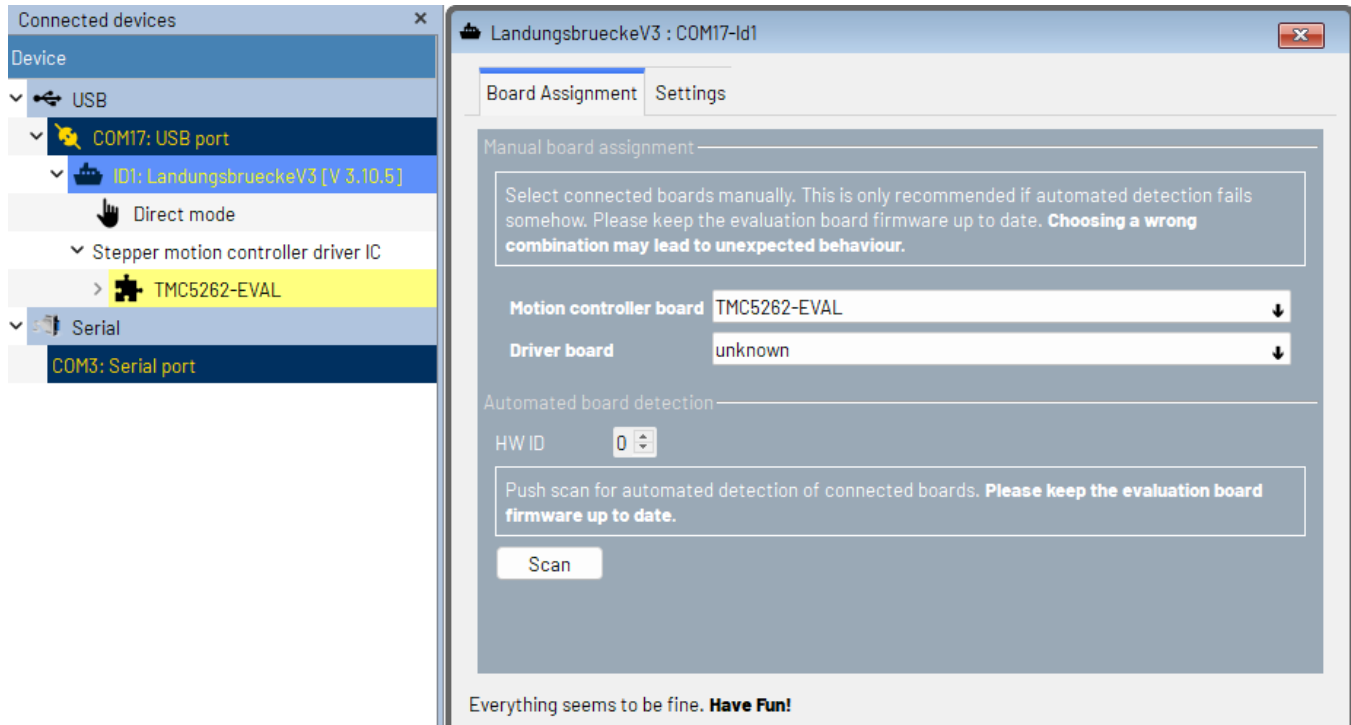 Connected devices
Device
USB
COM17: USB port
ID1: LandungsbrueckeV3 [V 3.10.5]
Direct mode
Stepper motion controller driver IC
TMC5262-EVAL
Serial
COM3: Serial port
LandungsbrueckeV3 : COM17-Id1
Board Assignment Settings
Manual board assignment
Select connected boards manually. This is only recommended if automated detection fails
somehow. Please keep the evaluation board firmware up to date. Choosing a wrong
combination may lead to unexpected behaviour.
Motion controller board TMC5262-EVAL
Driver board unknown
Automated board detection
HW ID 0
Push scan for automated detection of connected boards. Please keep the evaluation board
firmware up to date.
Scan
Everything seems to be fine. Have Fun!